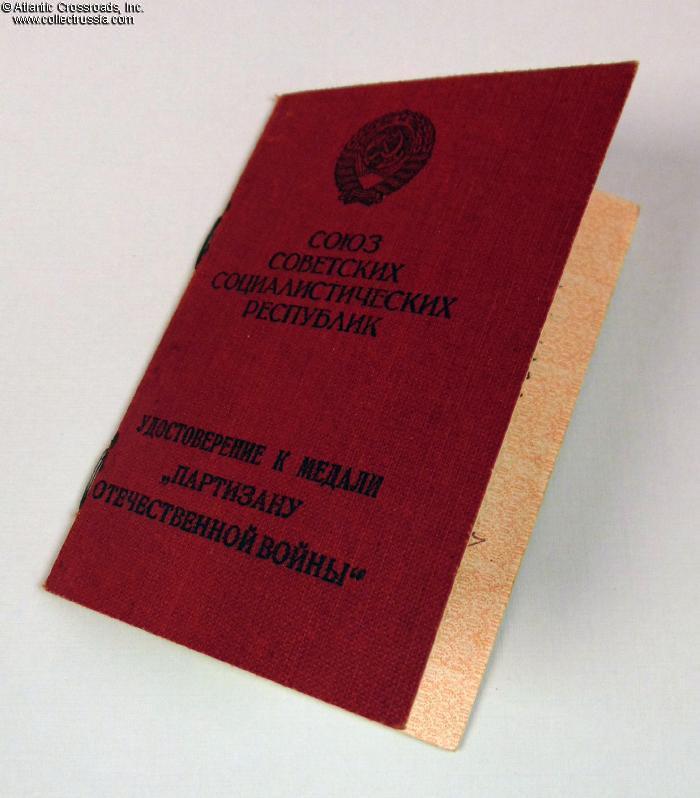 © Atlantic Crossroads, Inc.
www.collectrussia.com
СОЮЗ
СОВЕТСКИХ
СОЦИАЛИСТИЧЕСКИХ
РЕСПУБЛИК
УДОСТОВЕРЕНИЕ К МЕДАЛИ
„ПАРТИЗАНУ
ОТЕЧЕСТВЕННОЙ ВОЙНЫ“